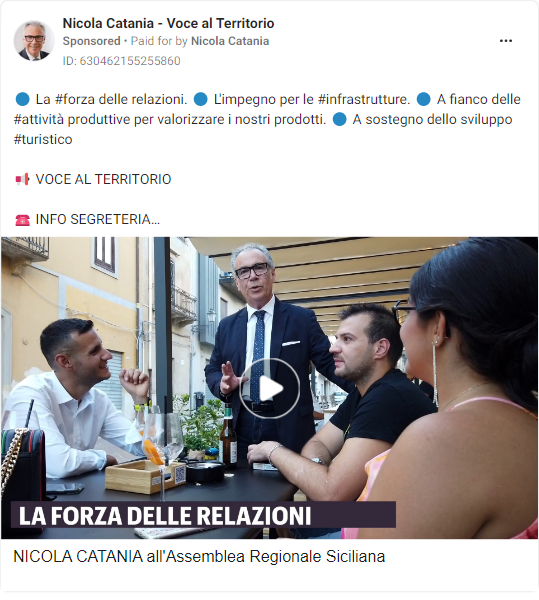 Nicola Catania - Voce al Territorio
Sponsored • Paid for by Nicola Catania
ID: 630462155255860
🔵 La #forza delle relazioni. 🔵 L'impegno per le #infrastrutture. 🔵 A fianco delle
#attività produttive per valorizzare i nostri prodotti. 🔵 A sostegno dello sviluppo
#turistico
📢 VOCE AL TERRITORIO
☎️ INFO SEGRETERIA...
LA FORZA DELLE RELAZIONI
NICOLA CATANIA all'Assemblea Regionale Siciliana